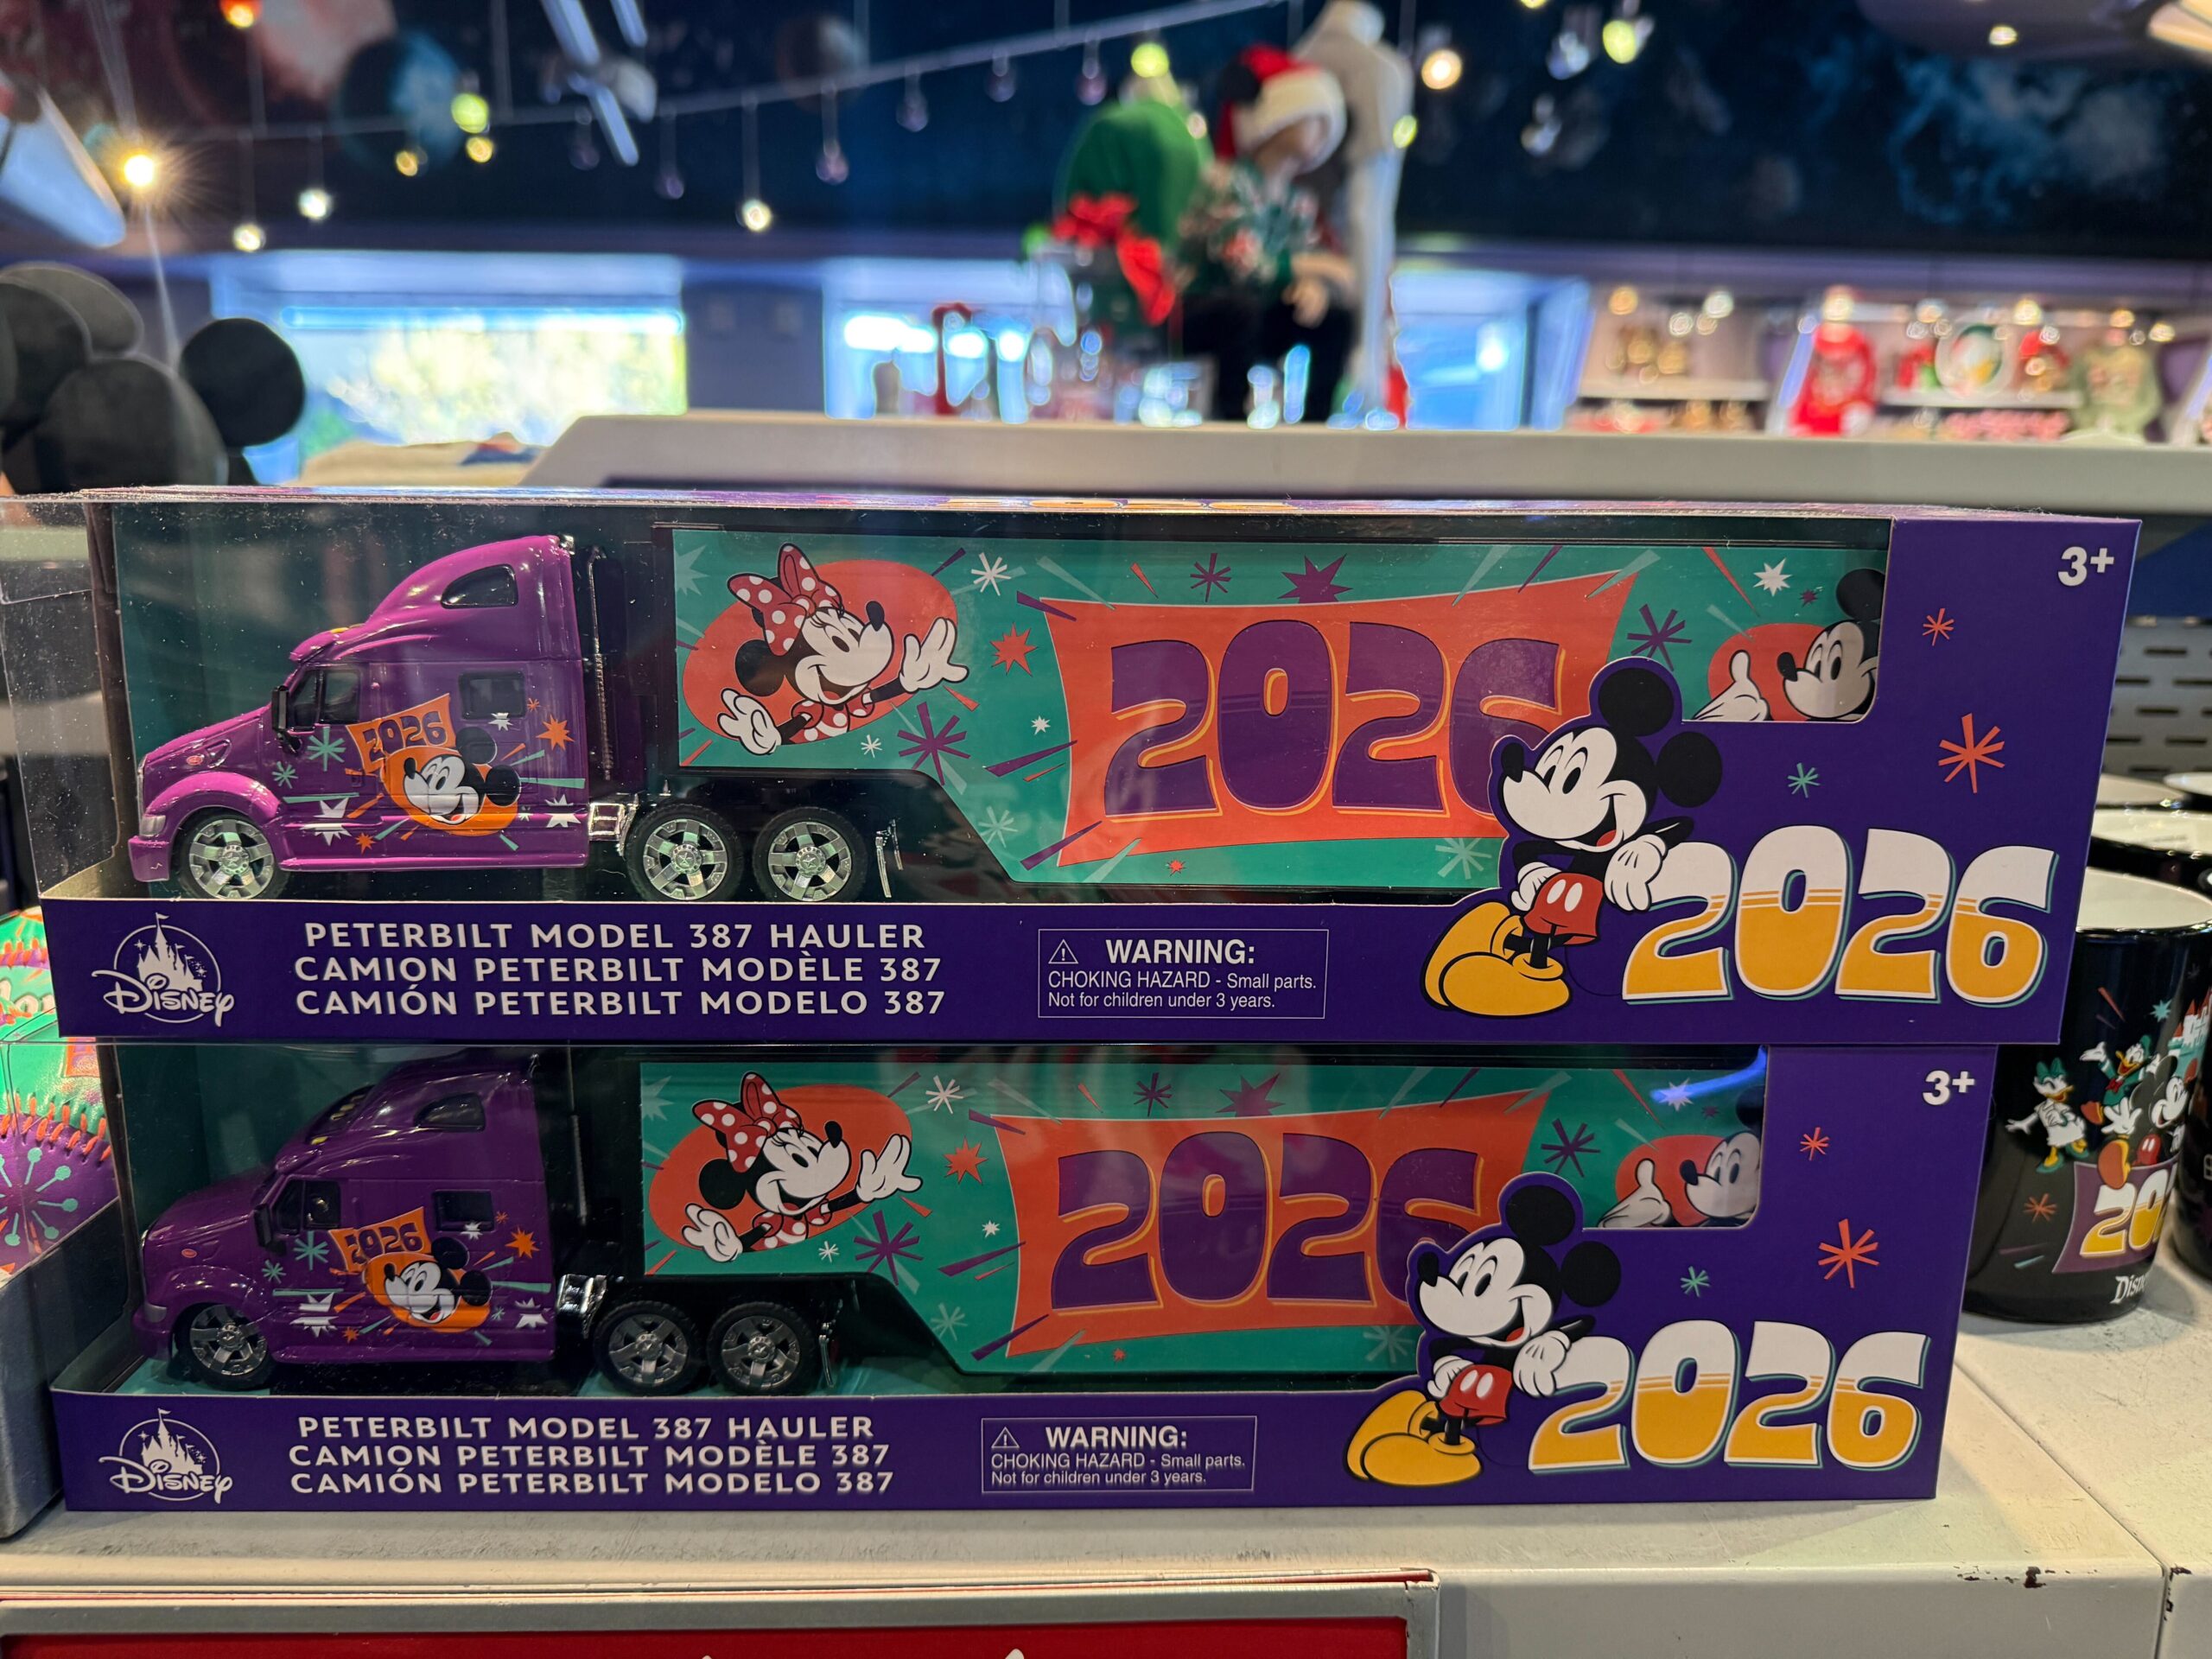 3+
2026
2026
2026
Disney
PETERBILT MODEL 387 HAULER
CAMION PETERBILT MODÈLE 387
CAMIÓN PETERBILT MODELO 387
WARNING:
CHOKING HAZARD - Small parts.
Not for children under 3 years.
3+
2026
2026
2026
Disney
PETERBILT MODEL 387 HAULER
CAMION PETERBILT MODÈLE 387
CAMIÓN PETERBILT MODELO 387
WARNING:
CHOKING HAZARD - Small parts.
Not for children under 3 years.